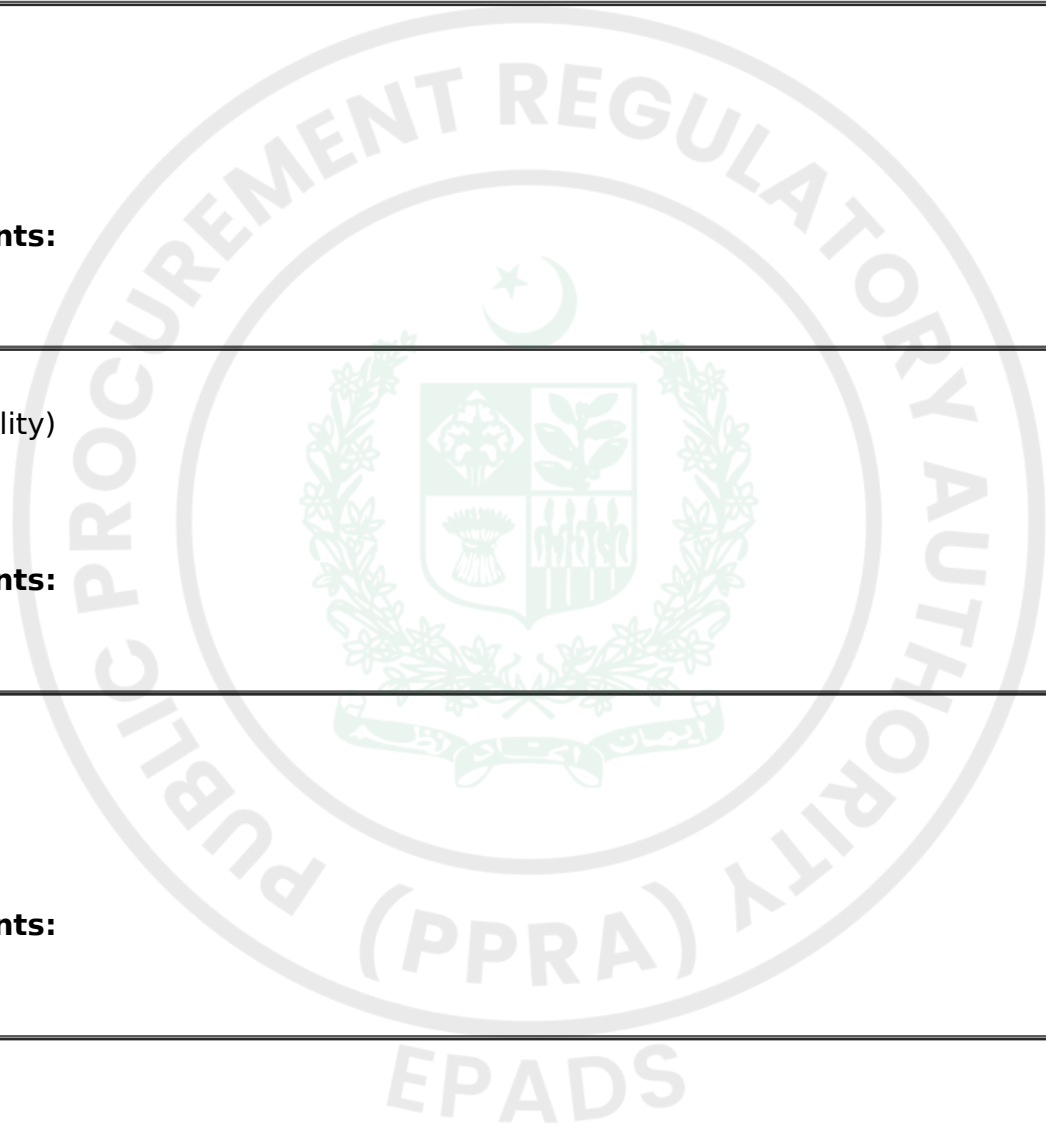 PUBLIC PROCUREMENT REGULATORY AUTHORITY
nts:
lity)
nts:
nts:
(PPRA)
EPADS